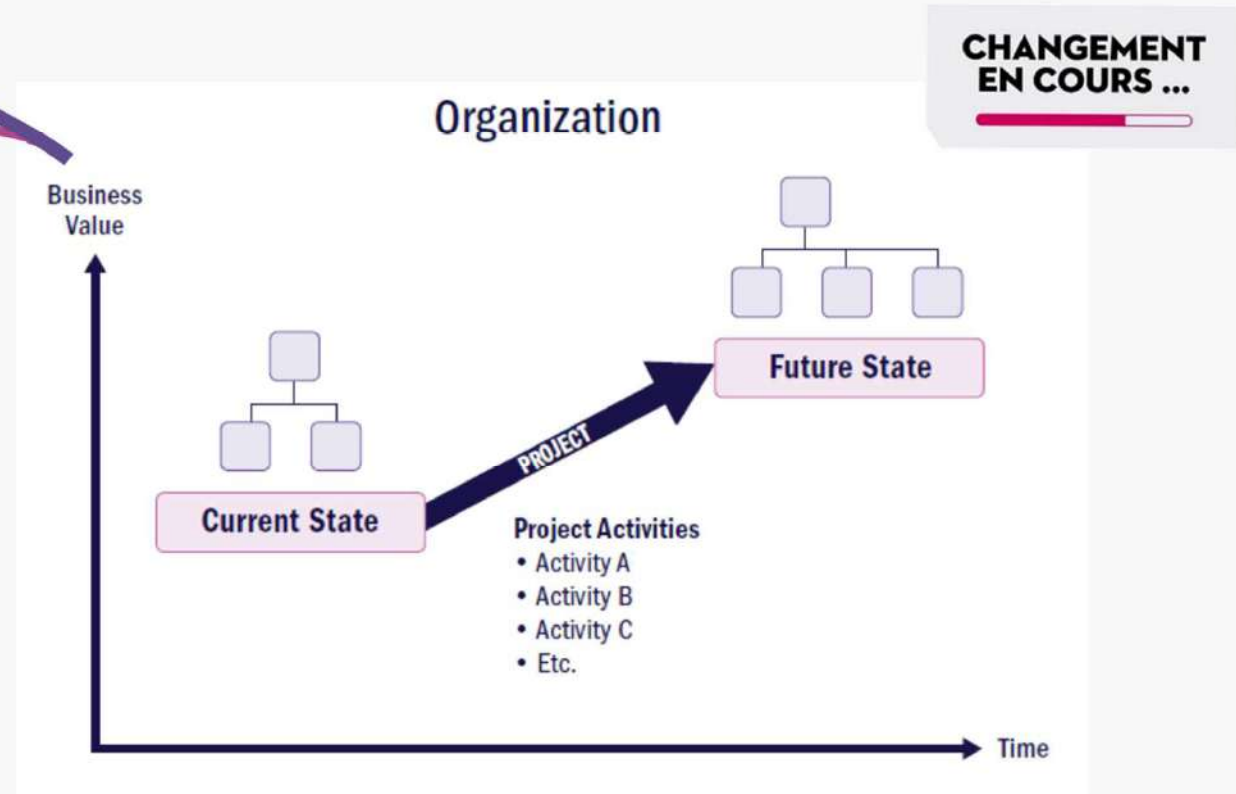 CHANGEMENT
EN COURS ...
Organization
Business
Value
Future State
PROJECT
Current State
Project Activities
• Activity A
• Activity B
• Activity C
• Etc.
Time